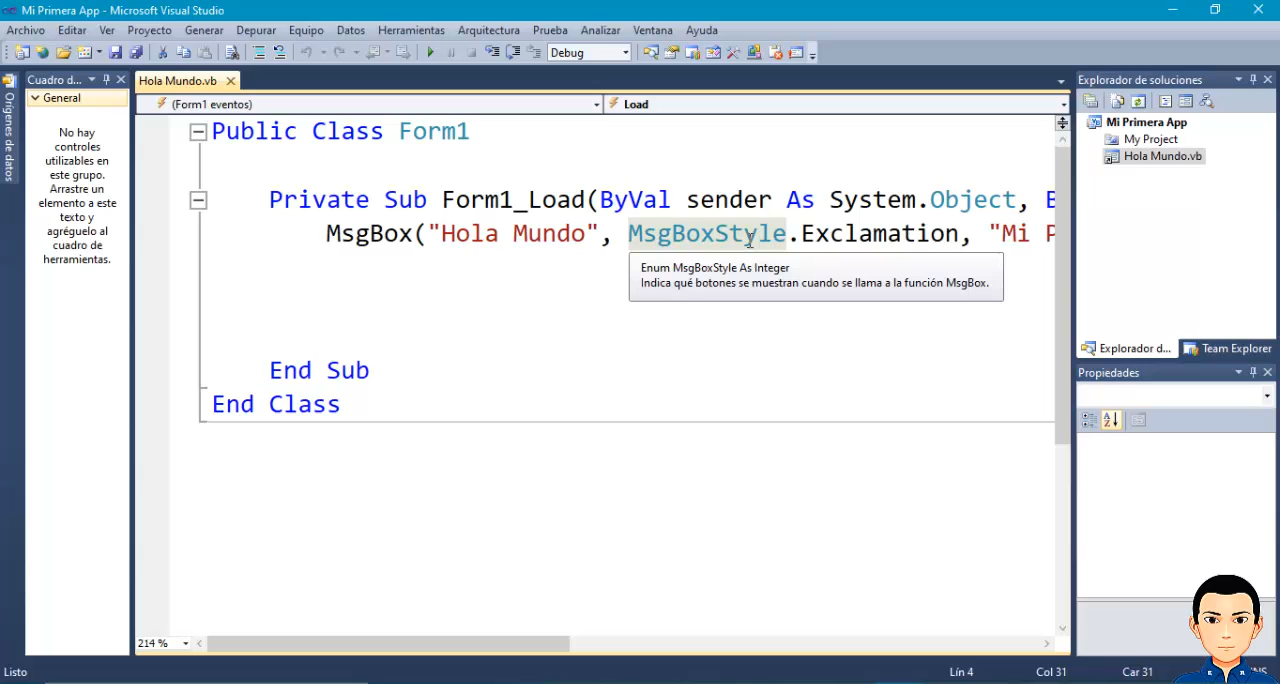 Mi Primera App - Microsoft Visual Studio
Archivo Editar Ver Proyecto Generar Depurar Equipo Datos Herramientas Arquitectura Prueba Analizar Ventana Ayuda
Debug
Orígenes de datos
Cuadro d...
General
No hay
controles
utilizables en
este grupo.
Arrastre un
elemento a este
texto y
agréguelo al
cuadro de
herramientas.
Hola Mundo.vb
(Form1 eventos)
Load
Public Class Form1
Private Sub Form1_Load(ByVal sender As System.Object, B
MsgBox("Hola Mundo", MsgBoxStyle.Exclamation, "Mi P
Enum MsgBoxStyle As Integer
Indica qué botones se muestran cuando se llama a la función MsgBox.
End Sub
End Class
214 %
Explorador de soluciones
Mi Primera App
My Project
Hola Mundo.vb
Explorador d...
Team Explorer
Propiedades
Listo
Lín 4
Col 31
Car 31